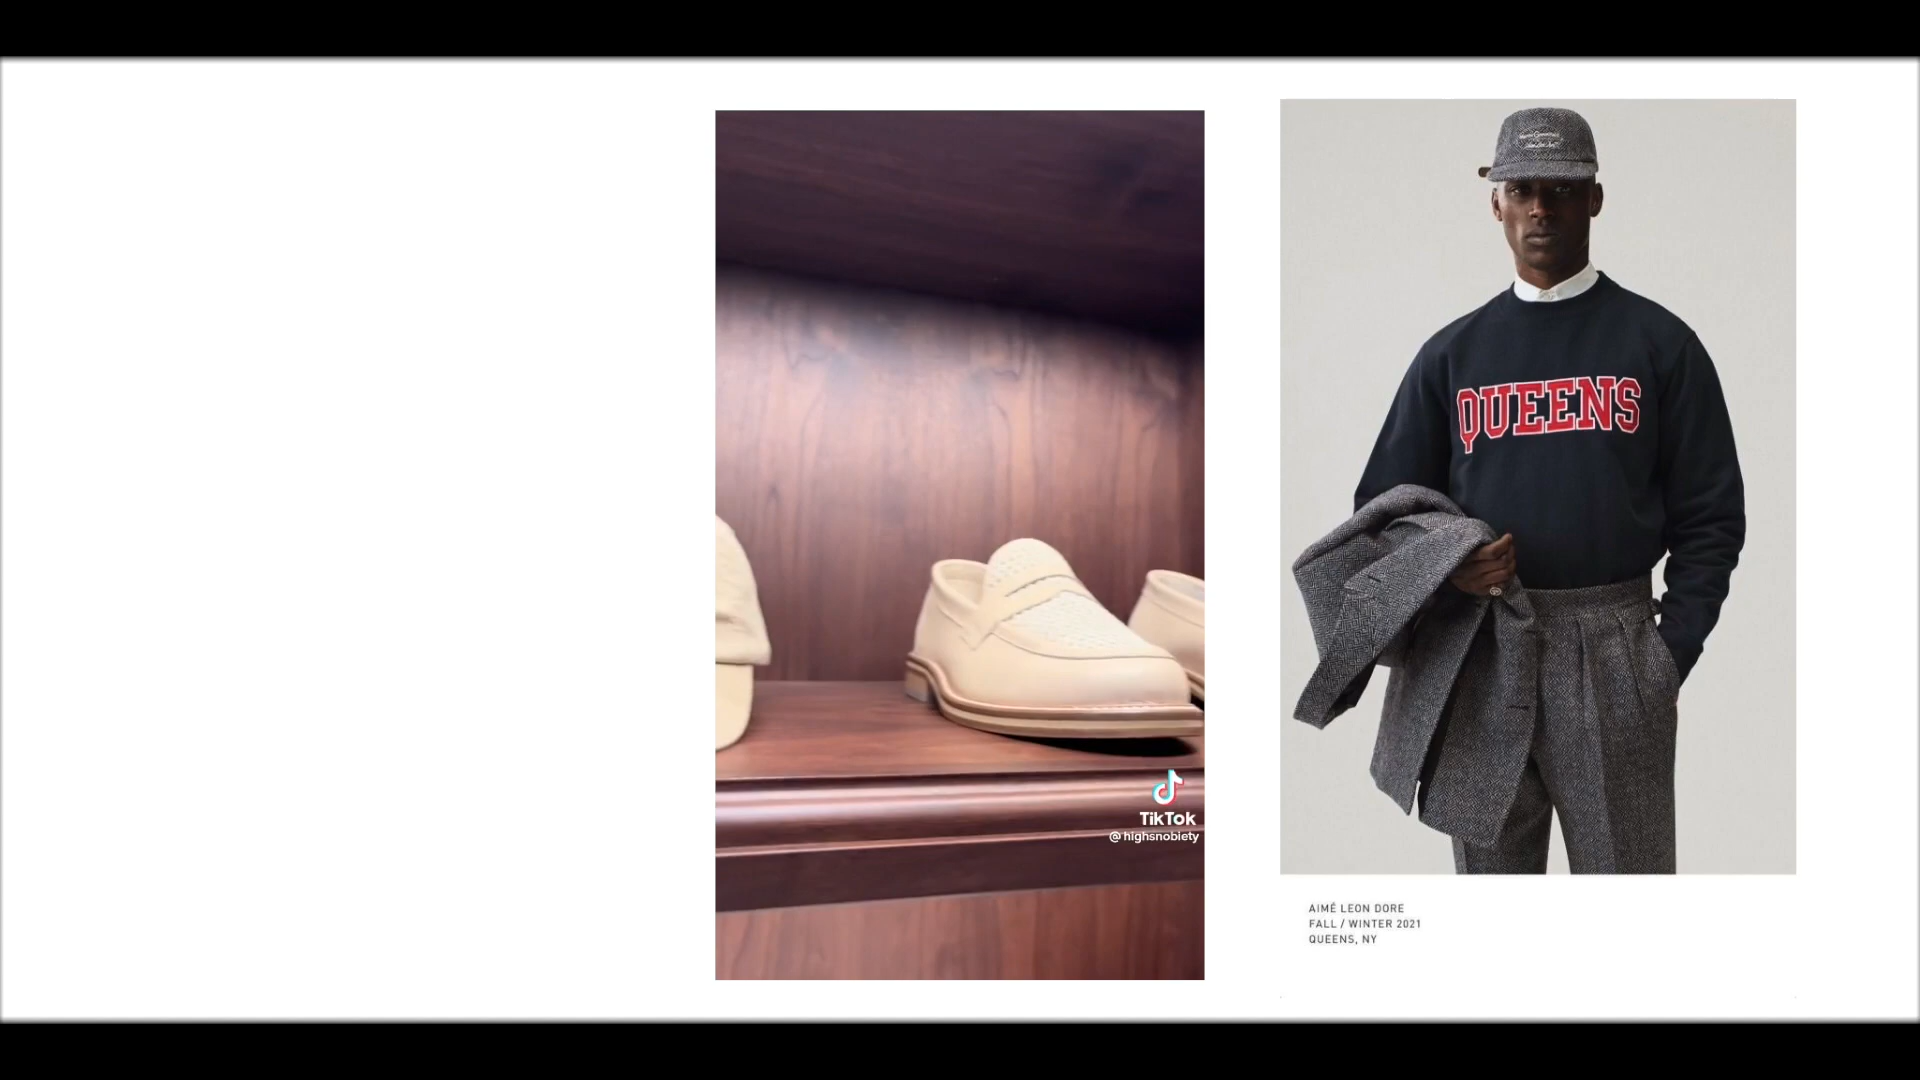 TikTok
@highsnobiety
QUEENS
AIMÉ LEON DORE
FALL / WINTER 2021
QUEENS, NY